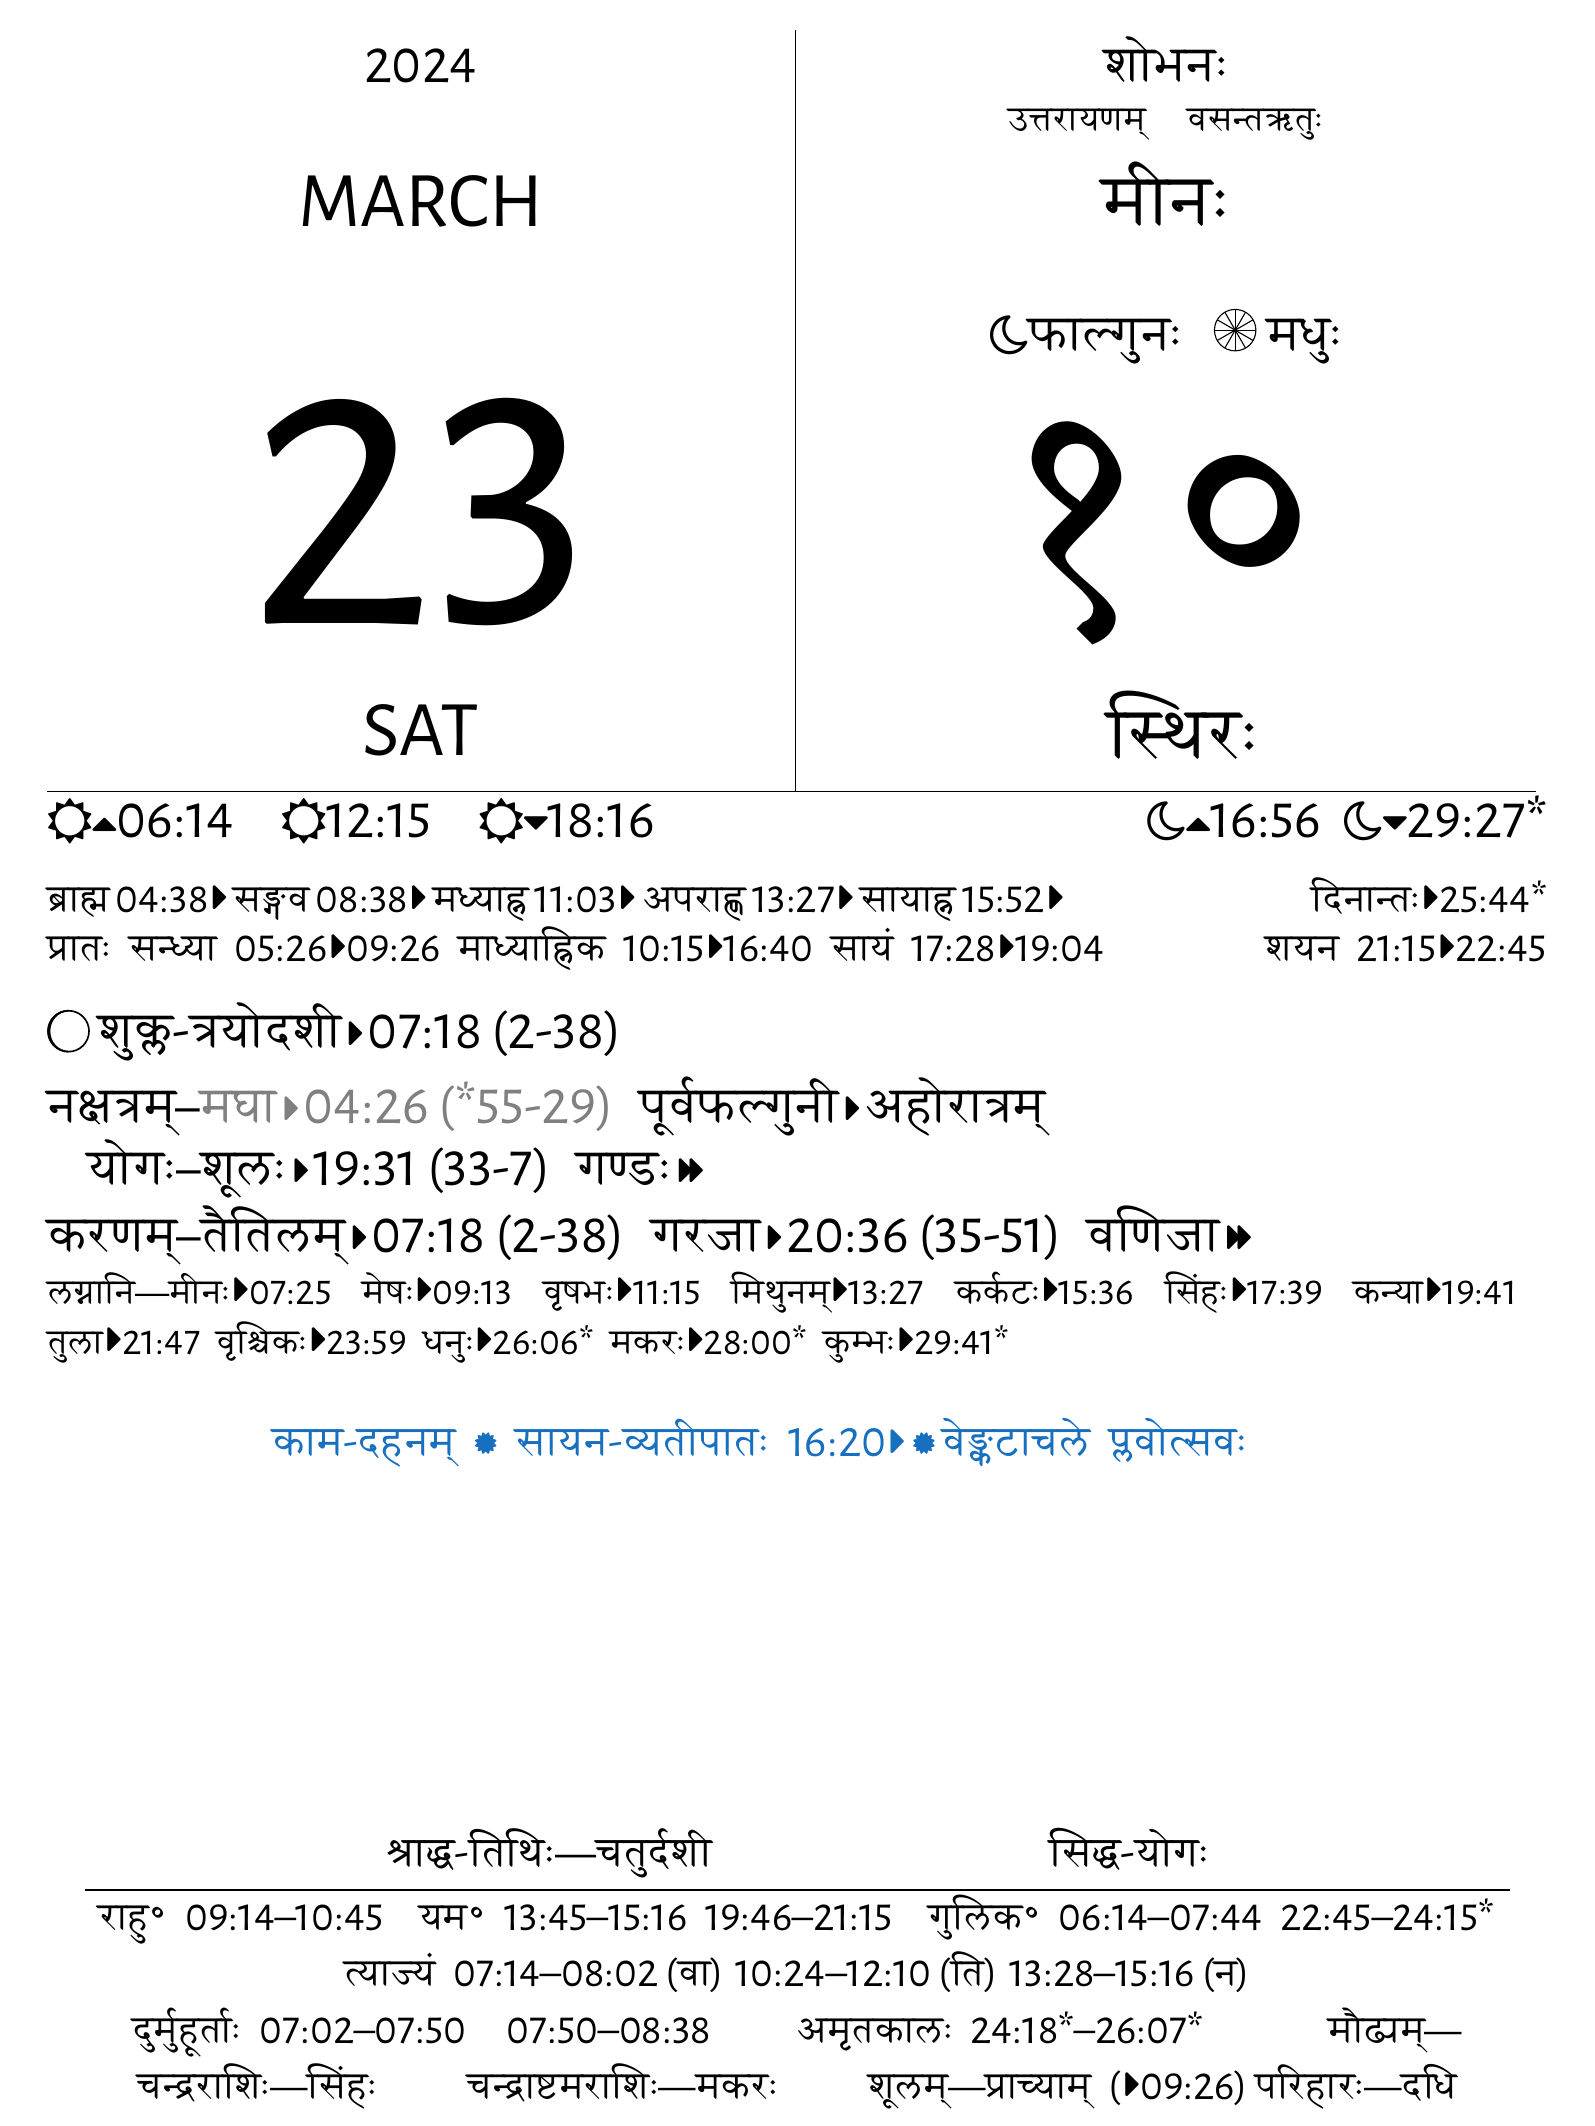 2024
MARCH
23
SAT
शोभनः
उत्तरायणम् वसन्तऋतुः
मीनः
फाल्गुनः मधुः
१०
स्थिरः
06:14 12:15 18:16 16:56 29:27*
ब्राह्म 04:38 सङ्गव 08:38 मध्याह्न 11:03 अपराह्ण 13:27 सायाह्न 15:52 दिनान्तः 25:44*
प्रातः सन्ध्या 05:26 09:26 माध्याह्निक 10:15 16:40 सायं 17:28 19:04 शयन 21:15 22:45
शुक्ल-त्रयोदशी 07:18 (2-38)
नक्षत्रम्–मघा 04:26 (*55-29) पूर्वफल्गुनी अहोरात्रम्
योगः–शूलः 19:31 (33-7) गण्डः
करणम्–तैतिलम् 07:18 (2-38) गरजा 20:36 (35-51) वणिजा
लग्नानि—मीनः 07:25 मेषः 09:13 वृषभः 11:15 मिथुनम् 13:27 कर्कटः 15:36 सिंहः 17:39 कन्या 19:41
तुला 21:47 वृश्चिकः 23:59 धनुः 26:06* मकरः 28:00* कुम्भः 29:41*
काम-दहनम् सायन-व्यतीपातः 16:20 वेङ्कटाचले प्लवोत्सवः
श्राद्ध-तिथिः—चतुर्दशी सिद्ध-योगः
राहु॰ 09:14–10:45 यम॰ 13:45–15:16 19:46–21:15 गुलिक॰ 06:14–07:44 22:45–24:15*
त्याज्यं 07:14–08:02 (वा) 10:24–12:10 (ति) 13:28–15:16 (न)
दुर्मुहूर्ताः 07:02–07:50 07:50–08:38 अमृतकालः 24:18*–26:07* मौढ्यम्—
चन्द्रराशिः—सिंहः चन्द्राष्टमराशिः—मकरः शूलम्—प्राच्याम् (09:26) परिहारः—दधि